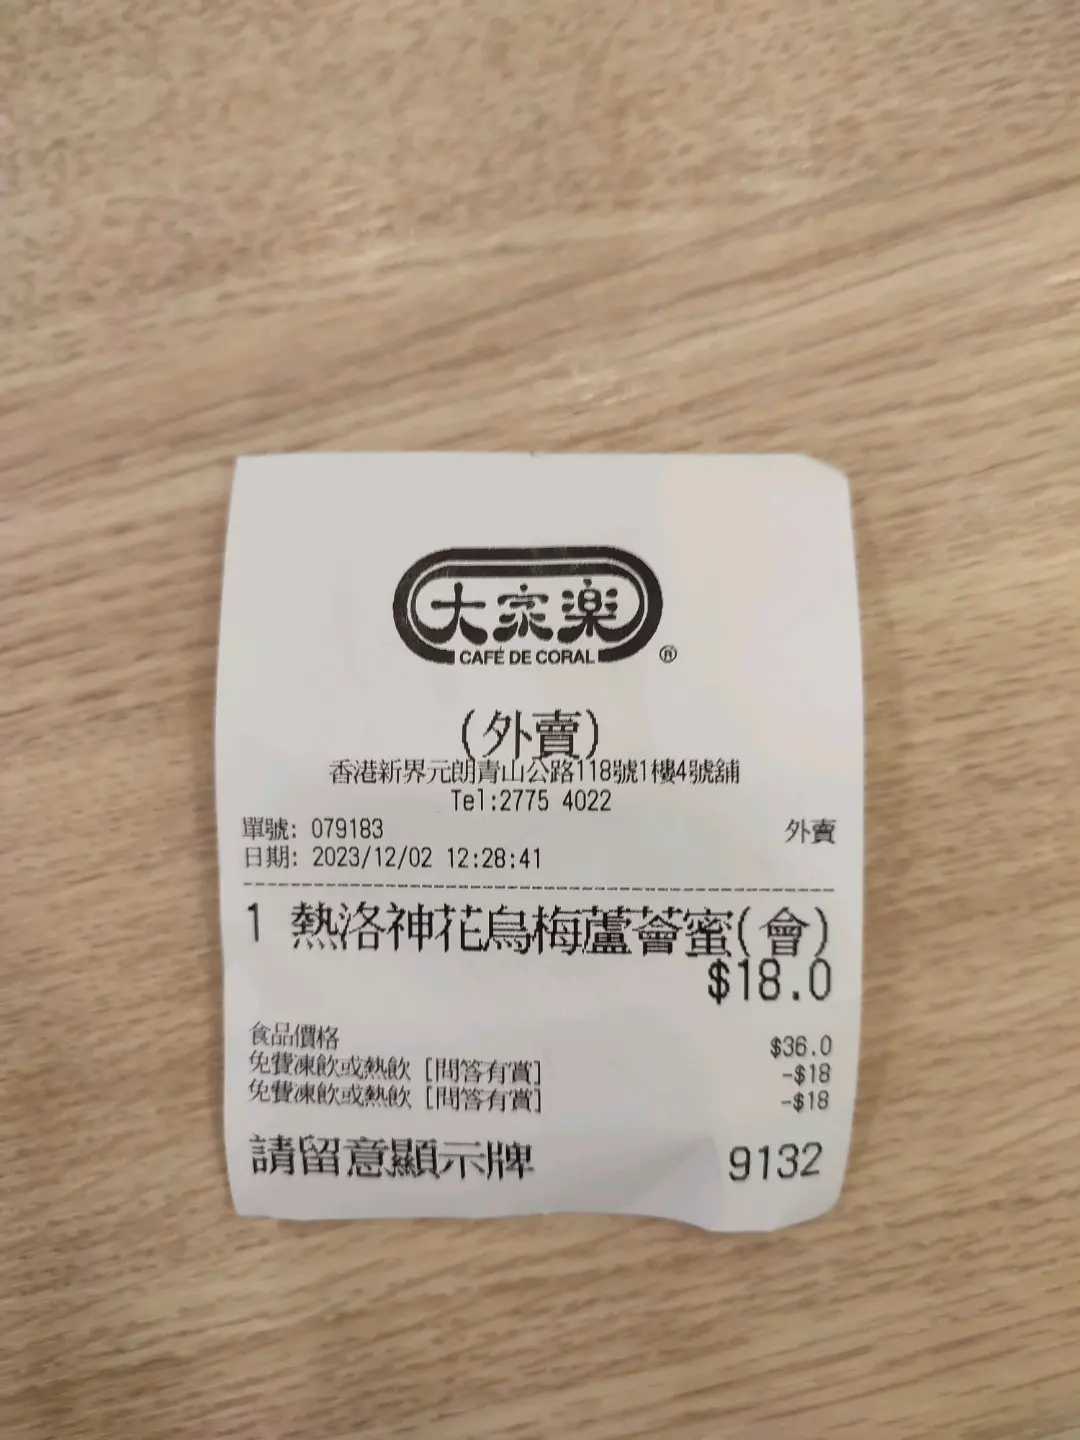 大家樂
CAFÉ DE CORAL ®
(外賣)
香港新界元朗青山公路118號1樓4號舖
Tel:2775 4022
單號: 079183 外賣
日期: 2023/12/02 12:28:41
1 熱洛神花烏梅蘆薈蜜(會)
$18.0
食品價格 $36.0
免費凍飲或熱飲 [問答有賞] -$18
免費凍飲或熱飲 [問答有賞] -$18
請留意顯示牌 9132